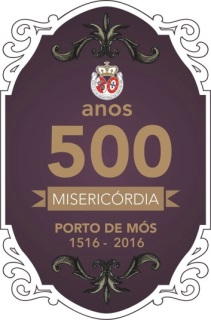 anos
500
MISERICÓRDIA
PORTO DE MÓS
1516 - 2016